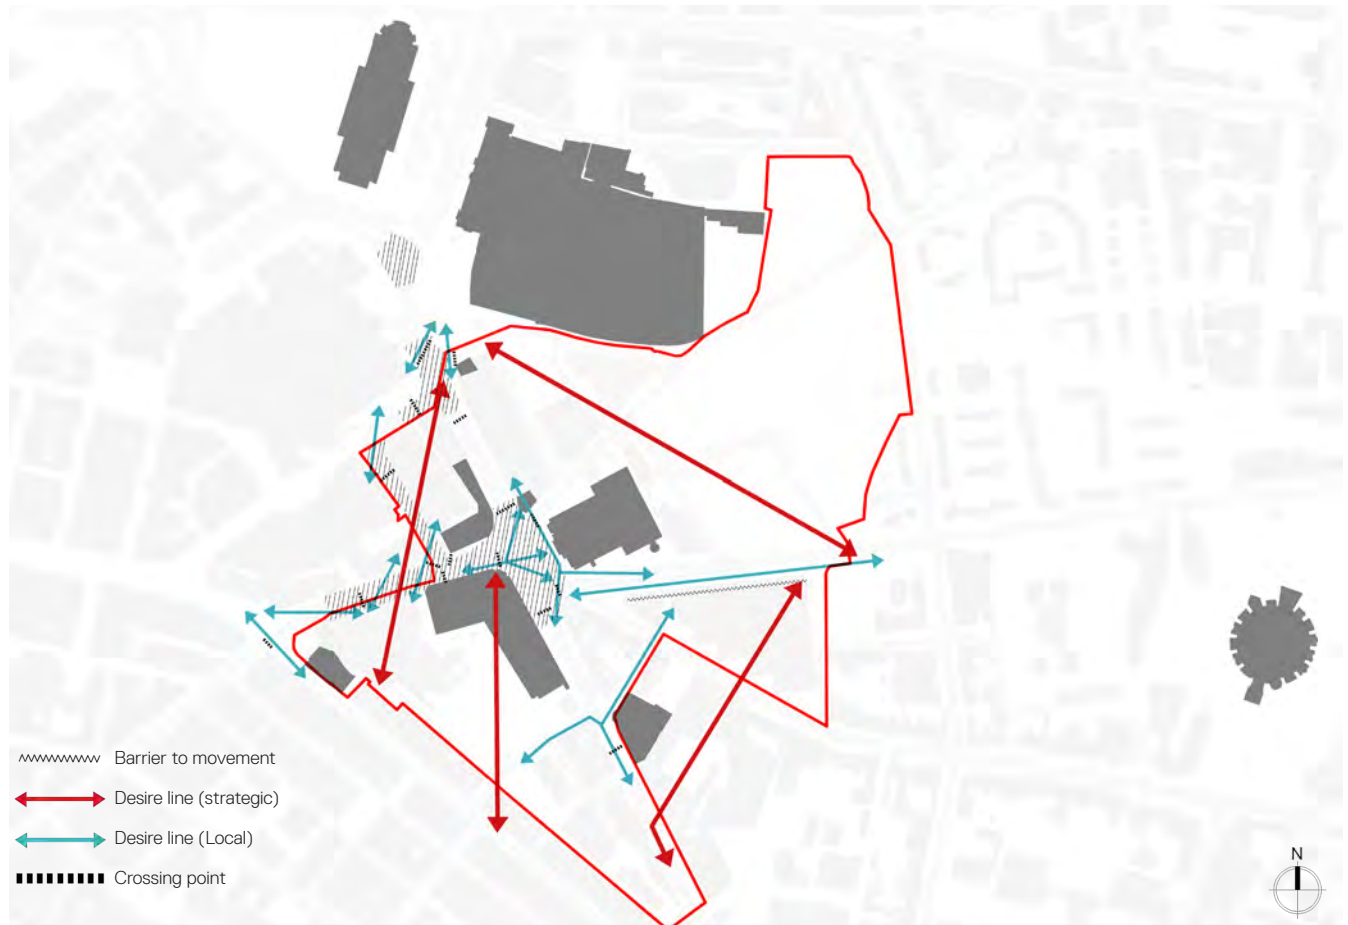 Barrier to movement
Desire line (strategic)
Desire line (Local)
Crossing point
N